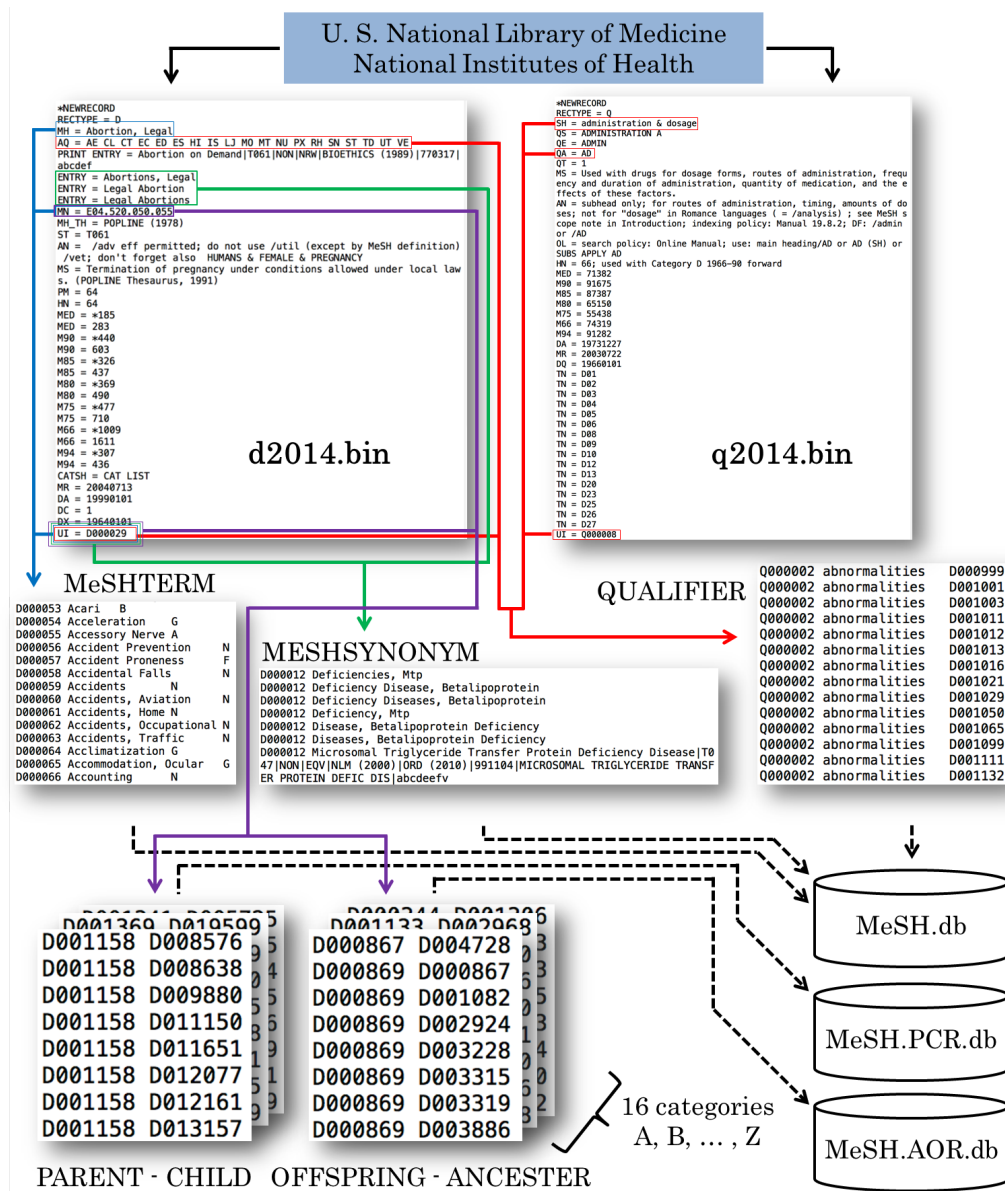 U. S. National Library of Medicine
National Institutes of Health
*NEWRECORD
RECTYPE = D
MH = Abortion, Legal
AQ = AE CL CT EC ED ES HI IS LJ MO MT NU PX RH SN ST TD UT VE
PRINT ENTRY = Abortion on Demand|T061|NON|NRW|BIOETHICS (1989)|770317|
abcdef
ENTRY = Abortions, Legal
ENTRY = Legal Abortion
ENTRY = Legal Abortions
MN = E04.520.050.055
MH_TH = POPLINE (1978)
ST = T061
AN = /adv eff permitted; do not use /util (except by MeSH definition)
/vet; don't forget also HUMANS & FEMALE & PREGNANCY
MS = Termination of pregnancy under conditions allowed under local law
s. (POPLINE Thesaurus, 1991)
PM = 64
HN = 64
MED = *185
MED = 283
M90 = *440
M90 = 603
M85 = *326
M85 = 437
M80 = *369
M80 = 490
M75 = *477
M75 = 710
M66 = *1009
M66 = 1611
M94 = *307
M94 = 436
CATSH = CAT LIST
MR = 20040713
DA = 19990101
DC = 1
DX = 19640101
UI = D000029
d2014.bin
*NEWRECORD
RECTYPE = Q
SH = administration & dosage
QS = ADMINISTRATION A
QE = ADMIN
QA = AD
QT = 1
MS = Used with drugs for dosage forms, routes of administration, frequ
ency and duration of administration, quantity of medication, and the e
ffects of these factors.
AN = subhead only; for routes of administration, timing, amounts of do
ses; not for "dosage" in Romance languages ( = /analysis) ; see MeSH s
cope note in Introduction; indexing policy: Manual 19.8.2; DF: /admin
or /AD
OL = search policy: Online Manual; use: main heading/AD or AD (SH) or
SUBS APPLY AD
HN = 66; used with Category D 1966-90 forward
MED = 71382
M90 = 91675
M85 = 87387
M80 = 65150
M75 = 55438
M66 = 74319
M94 = 91282
DA = 19731227
MR = 20030722
DQ = 19660101
TN = D01
TN = D02
TN = D03
TN = D04
TN = D05
TN = D06
TN = D08
TN = D09
TN = D10
TN = D12
TN = D13
TN = D20
TN = D23
TN = D25
TN = D26
TN = D27
UI = Q000008
q2014.bin
MeSHTERM
D000053 Acari B
D000054 Acceleration G
D000055 Accessory Nerve A
D000056 Accident Prevention N
D000057 Accident Proneness F
D000058 Accidental Falls N
D000059 Accidents N
D000060 Accidents, Aviation N
D000061 Accidents, Home N
D000062 Accidents, Occupational N
D000063 Accidents, Traffic N
D000064 Acclimatization G
D000065 Accommodation, Ocular G
D000066 Accounting N
MESHSYNONYM
D000012 Deficiencies, Mtp
D000012 Deficiency Disease, Betalipoprotein
D000012 Deficiency Diseases, Betalipoprotein
D000012 Deficiency, Mtp
D000012 Disease, Betalipoprotein Deficiency
D000012 Diseases, Betalipoprotein Deficiency
D000012 Microsomal Triglyceride Transfer Protein Deficiency Disease|T0
47|NON|EQV|NLM (2000)|ORD (2010)|991104|MICROSOMAL TRIGLYCERIDE TRANSF
ER PROTEIN DEFIC DIS|abcdeefv
QUALIFIER
Q000002 abnormalities D000999
Q000002 abnormalities D001001
Q000002 abnormalities D001003
Q000002 abnormalities D001011
Q000002 abnormalities D001012
Q000002 abnormalities D001013
Q000002 abnormalities D001016
Q000002 abnormalities D001021
Q000002 abnormalities D001029
Q000002 abnormalities D001050
Q000002 abnormalities D001065
Q000002 abnormalities D001099
Q000002 abnormalities D001111
Q000002 abnormalities D001132
D001369 D019599
D001158 D008576
D001158 D008638
D001158 D009880
D001158 D011150
D001158 D011651
D001158 D012077
D001158 D012161
D001158 D013157
PARENT - CHILD
D001133 D002968
D000867 D004728
D000869 D000867
D000869 D001082
D000869 D002924
D000869 D003228
D000869 D003315
D000869 D003319
D000869 D003886
OFFSPRING - ANCESTER
16 categories
A, B, ... , Z
MeSH.db
MeSH.PCR.db
MeSH.AOR.db